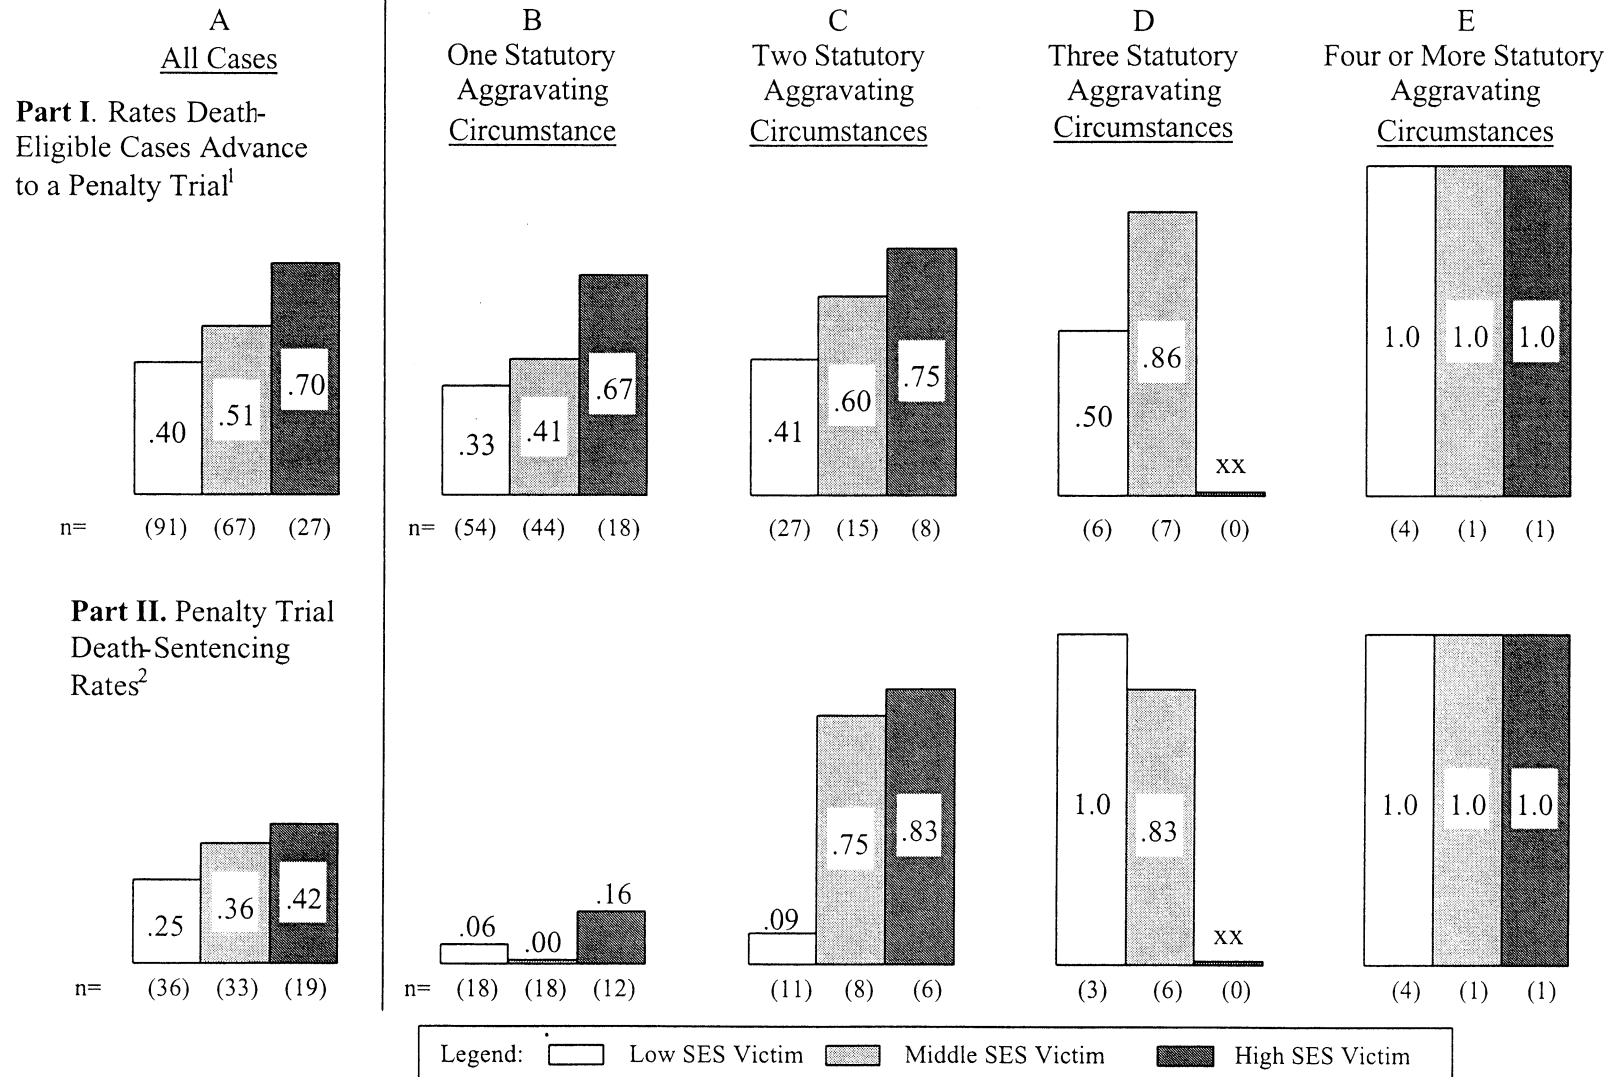 A
All Cases
B
One Statutory
Aggravating
Circumstance
C
Two Statutory
Aggravating
Circumstances
D
Three Statutory
Aggravating
Circumstances
E
Four or More Statutory
Aggravating
Circumstances
Part I. Rates Death-
Eligible Cases Advance
to a Penalty Trial1
.40 .51 .70
.33 .41 .67
.41 .60 .75
.50 .86 xx
1.0 1.0 1.0
n= (91) (67) (27)
n= (54) (44) (18)
(27) (15) (8)
(6) (7) (0)
(4) (1) (1)
Part II. Penalty Trial
Death-Sentencing
Rates2
.25 .36 .42
.06 .00 .16
.09 .75 .83
1.0 .83 xx
1.0 1.0 1.0
n= (36) (33) (19)
n= (18) (18) (12)
(11) (8) (6)
(3) (6) (0)
(4) (1) (1)
Legend: Low SES Victim Middle SES Victim High SES Victim